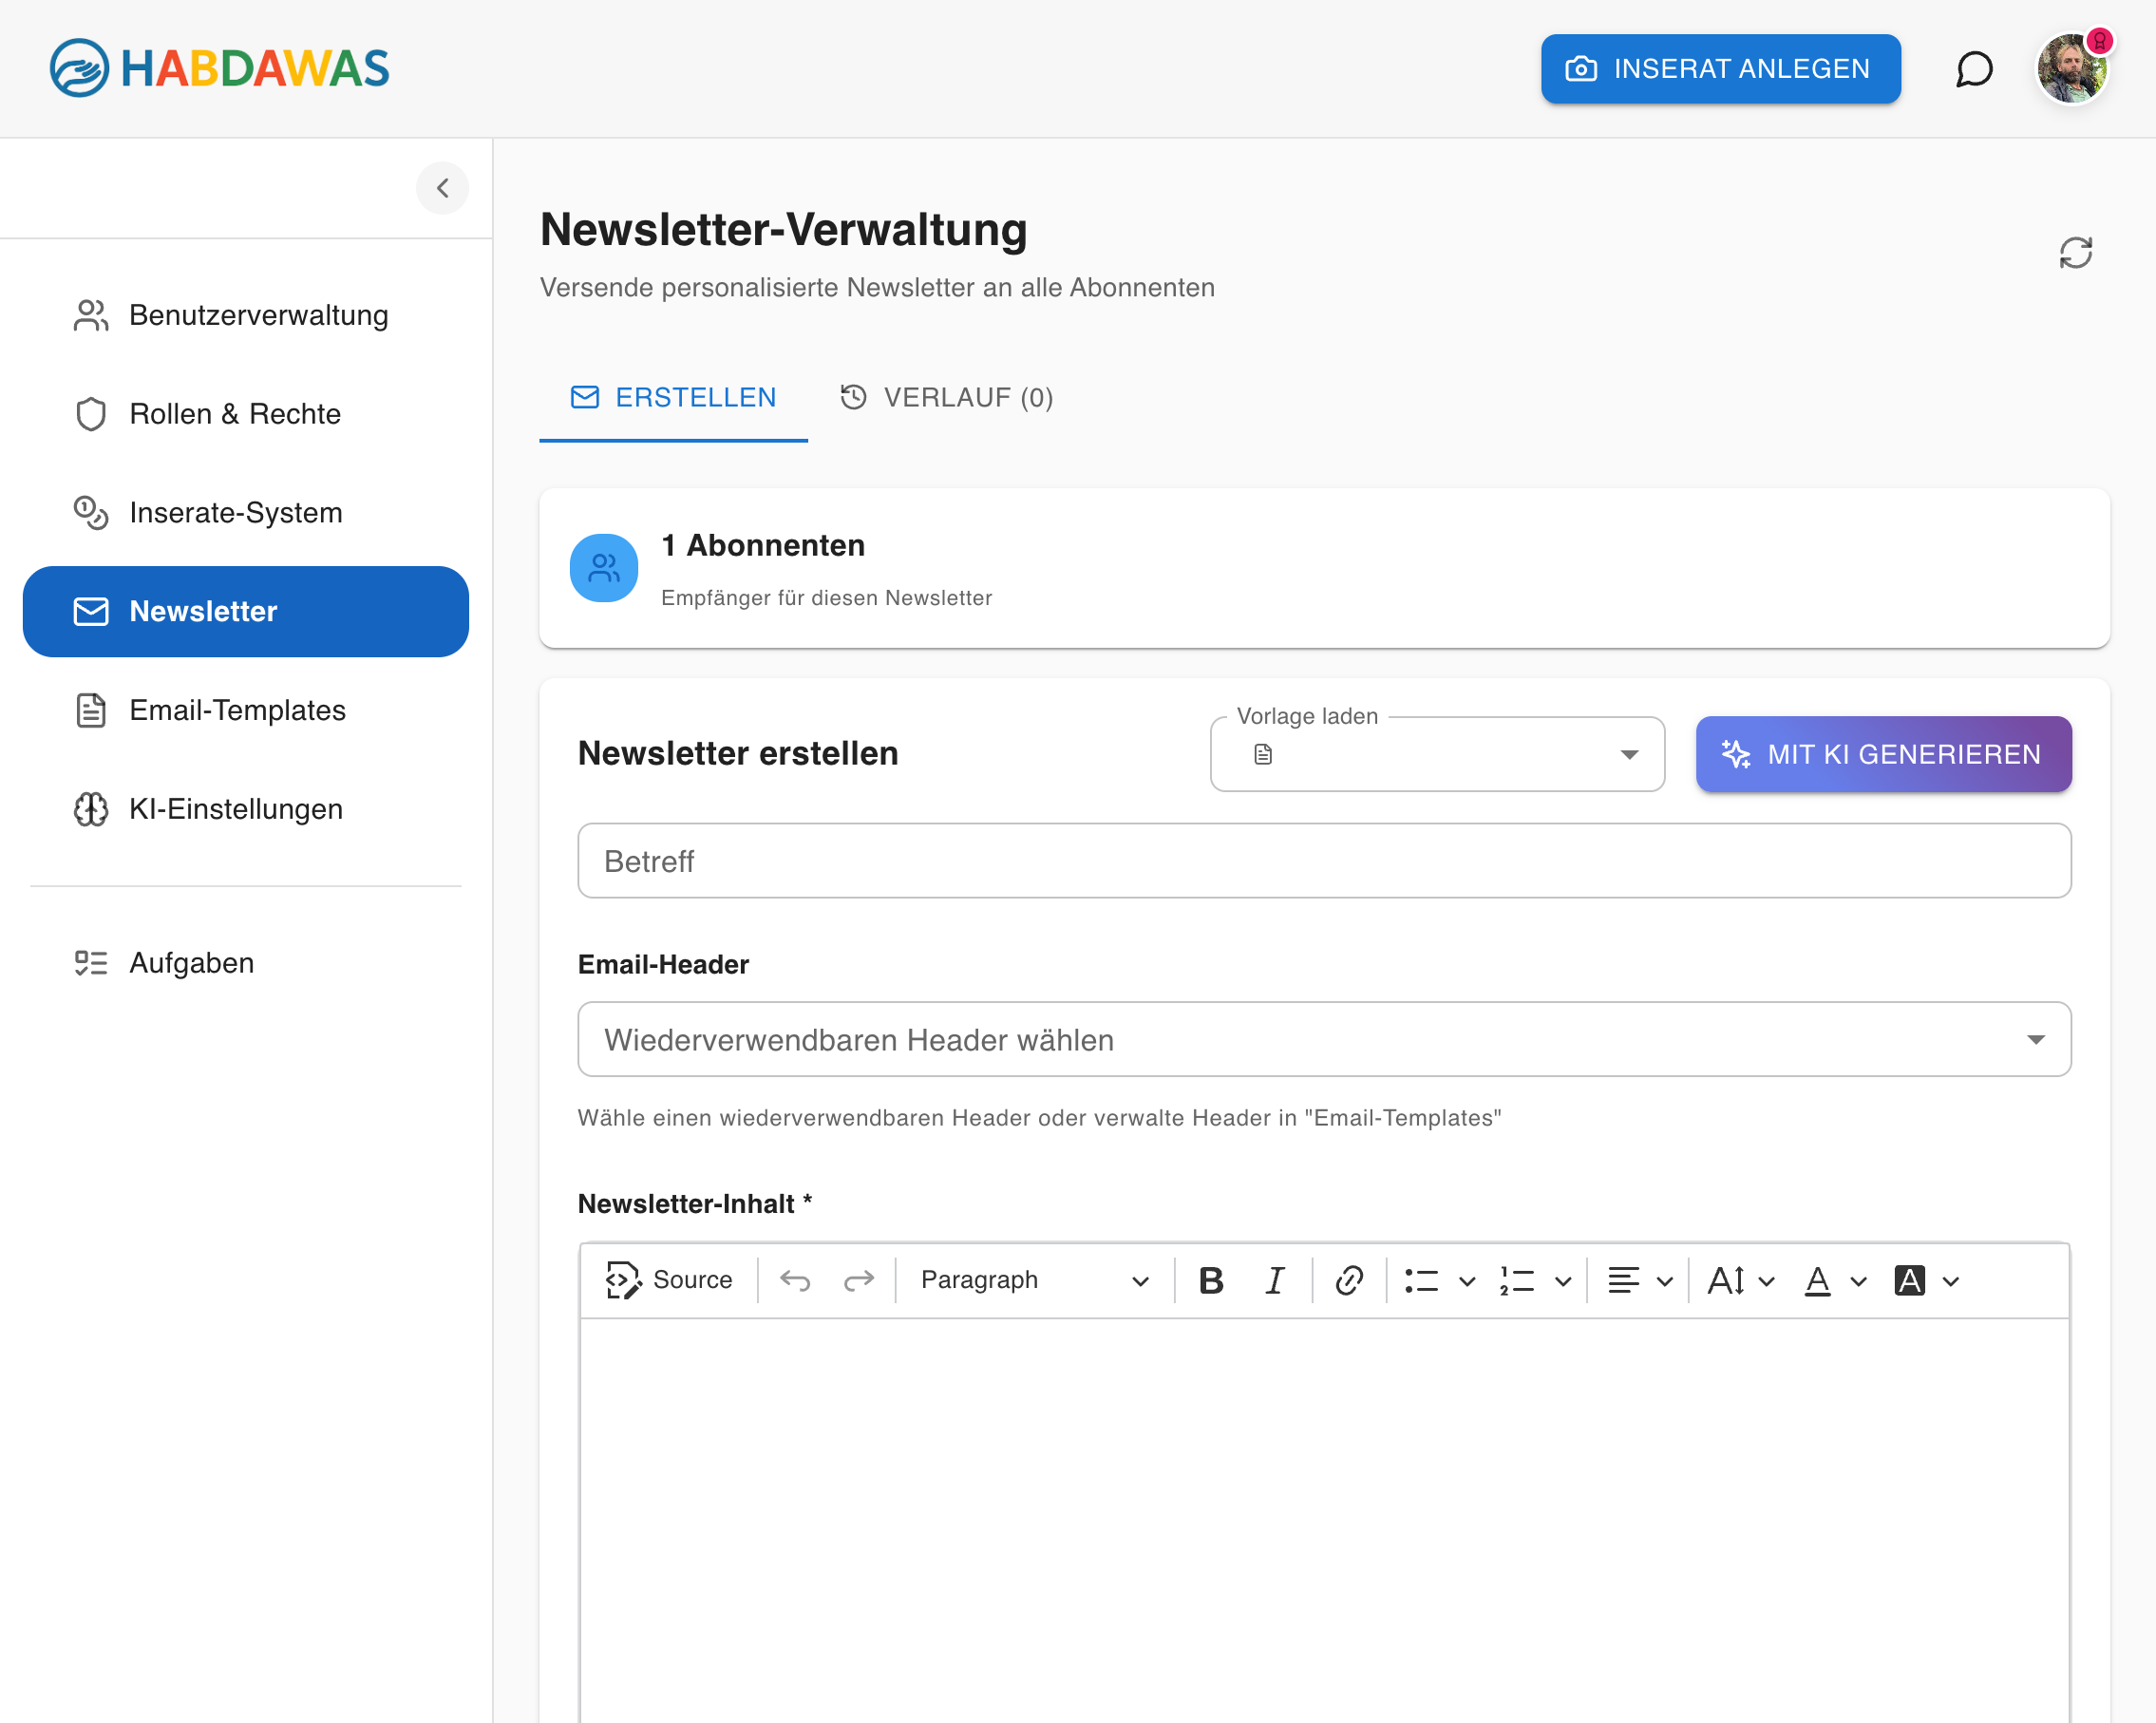 HABDAWAS
INSERAT ANLEGEN
Benutzerverwaltung
Rollen & Rechte
Inserate-System
Newsletter
Email-Templates
KI-Einstellungen
Aufgaben
Newsletter-Verwaltung
Versende personalisierte Newsletter an alle Abonnenten
ERSTELLEN
VERLAUF (0)
1 Abonnenten
Empfänger für diesen Newsletter
Newsletter erstellen
Vorlage laden
MIT KI GENERIEREN
Betreff
Email-Header
Wiederverwendbaren Header wählen
Wähle einen wiederverwendbaren Header oder verwalte Header in "Email-Templates"
Newsletter-Inhalt *
Source
Paragraph